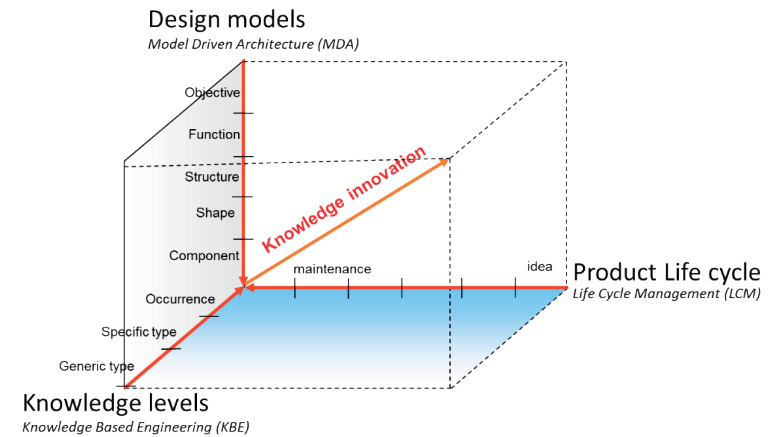 Design models
Model Driven Architecture (MDA)
Objective
Function
Structure
Shape
Component
Knowledge innovation
maintenance
idea
Product Life cycle
Life Cycle Management (LCM)
Occurrence
Specific type
Generic type
Knowledge levels
Knowledge Based Engineering (KBE)